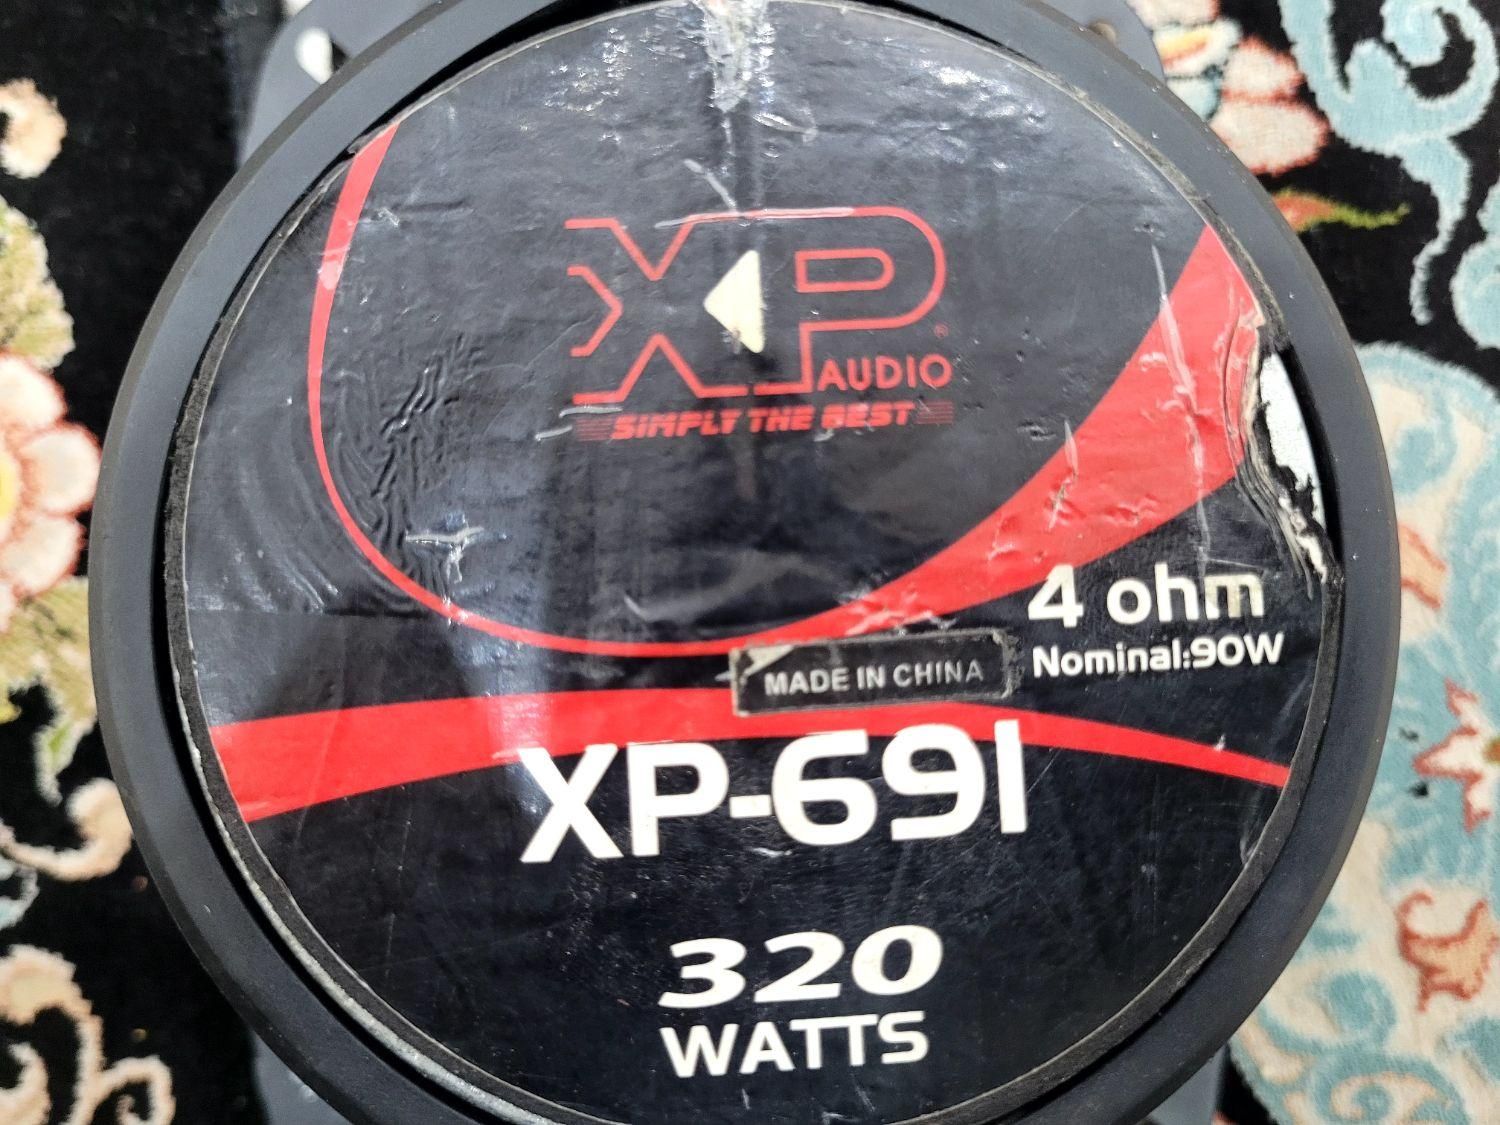 XP
AUDIO
®
SIMPLY THE BEST
4 ohm
Nominal:90W
MADE IN CHINA
XP-691
320
WATTS